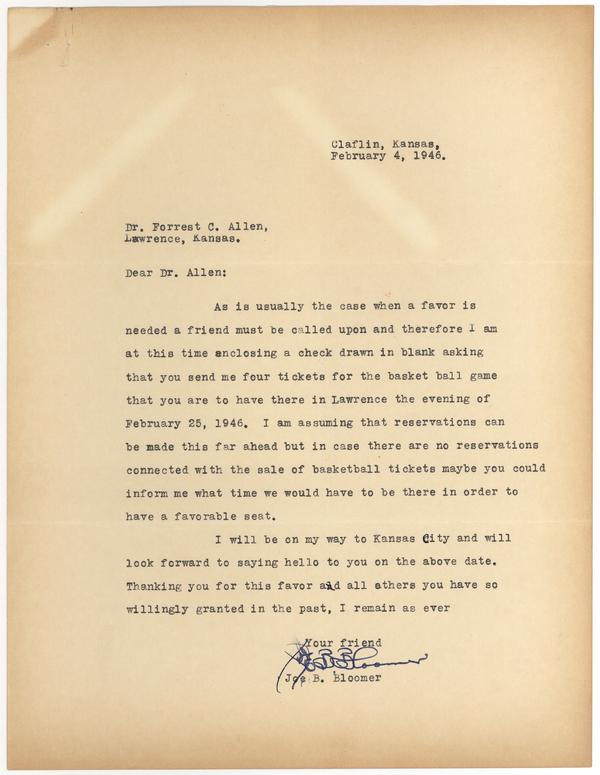 Claflin, Kansas,
February 4, 1946.
Dr. Forrest C. Allen,
Lawrence, Kansas.
Dear Dr. Allen:
As is usually the case when a favor is
needed a friend must be called upon and therefore I am
at this time enclosing a check drawn in blank asking
that you send me four tickets for the basket ball game
that you are to have there in Lawrence the evening of
February 25, 1946. I am assuming that reservations can
be made this far ahead but in case there are no reservations
connected with the sale of basketball tickets maybe you could
inform me what time we would have to be there in order to
have a favorable seat.
I will be on my way to Kansas City and will
look forward to saying hello to you on the above date.
Thanking you for this favor and all others you have so
willingly granted in the past, I remain as ever
Your friend
Joe B Bloomer
Joe B. Bloomer